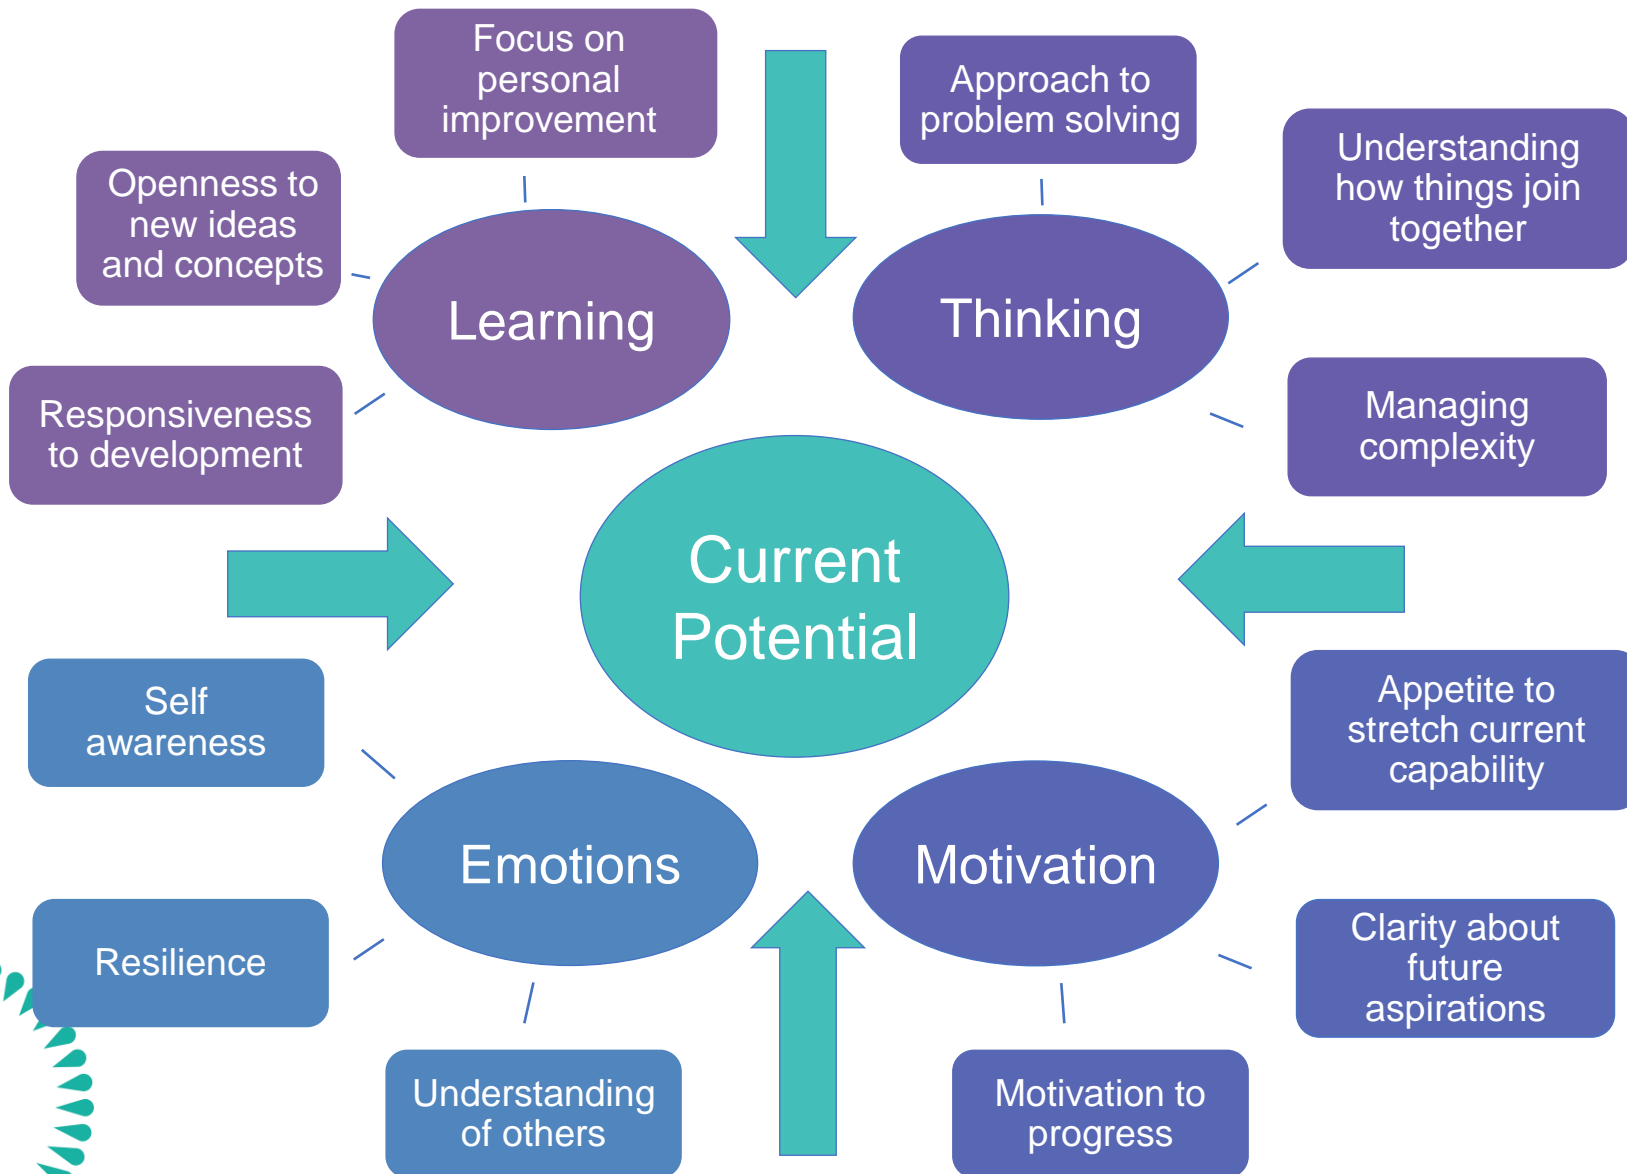 Focus on
personal
improvement
Approach to
problem solving
Openness to
new ideas
and concepts
Understanding
how things join
together
Learning
Thinking
Responsiveness
to development
Managing
complexity
Current
Potential
Self
awareness
Appetite to
stretch current
capability
Emotions
Motivation
Resilience
Clarity about
future
aspirations
Understanding
of others
Motivation to
progress